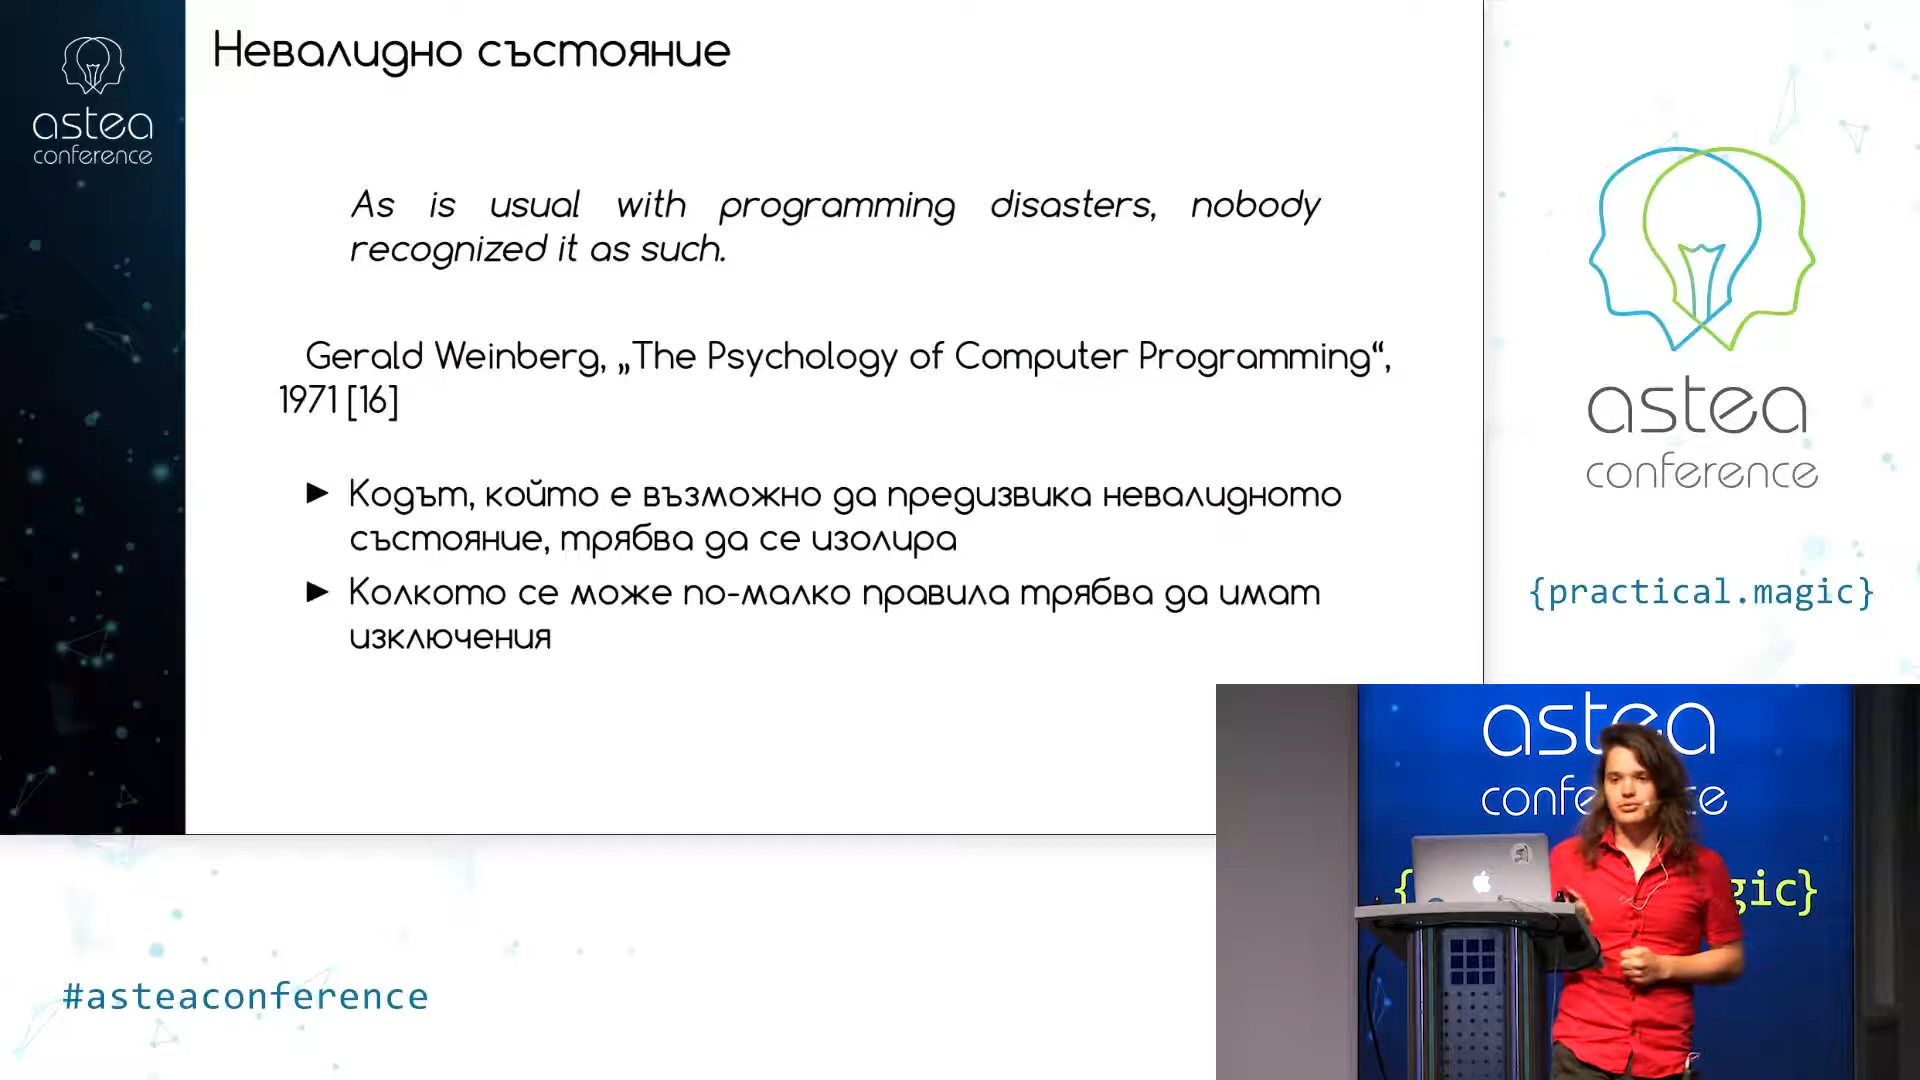 astea
conference
Невалидно състояние
As is usual with programming disasters, nobody
recognized it as such.
Gerald Weinberg, „The Psychology of Computer Programming“,
1971 [16]
► Кодът, който е възможно да предизвика невалидното
състояние, трябва да се изолира
► Колкото се може по-малко правила трябва да имат
изключения
astea
conference
{practical.magic}
astea
conference
{ gic}
#asteaconference